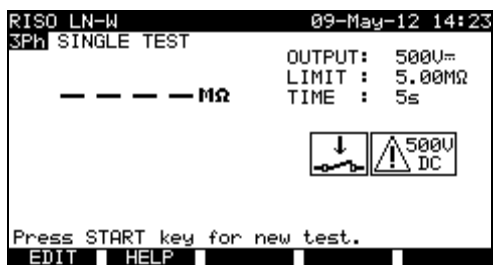 RISO LN-W 09-May-12 14:23
3Ph SINGLE TEST
OUTPUT: 500V⎓
LIMIT : 5.00MΩ
TIME : 5s
– – – – MΩ
500V
DC
Press START key for new test.
EDIT HELP